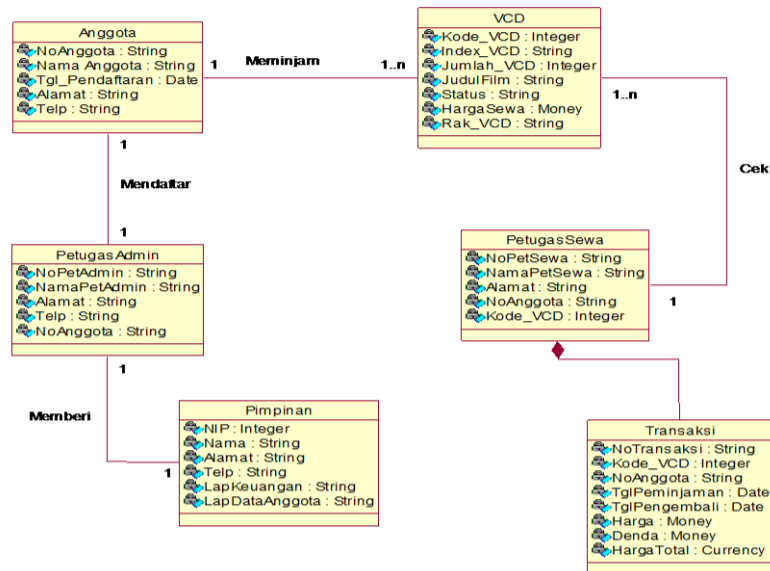 Anggota
NoAnggota : String
Nama Anggota : String
Tgl_Pendaftaran : Date
Alamat : String
Telp : String
1
Meminjam
1..n
VCD
Kode_VCD : Integer
Index_VCD : String
Jumlah_VCD : Integer
JudulFilm : String
Status : String
HargaSewa : Money
Rak_VCD : String
1..n
Cek
1
1
Mendaftar
1
PetugasAdmin
NoPetAdmin : String
NamaPetAdmin : String
Alamat : String
Telp : String
NoAnggota : String
1
Memberi
1
PetugasSewa
NoPetSewa : String
NamaPetSewa : String
Alamat : String
NoAnggota : String
Kode_VCD : Integer
Pimpinan
NIP : Integer
Nama : String
Alamat : String
Telp : String
LapKeuangan : String
LapDataAnggota : String
Transaksi
NoTransaksi : String
Kode_VCD : Integer
NoAnggota : String
TglPeminjaman : Date
TglPengembali : Date
Harga : Money
Denda : Money
HargaTotal : Currency